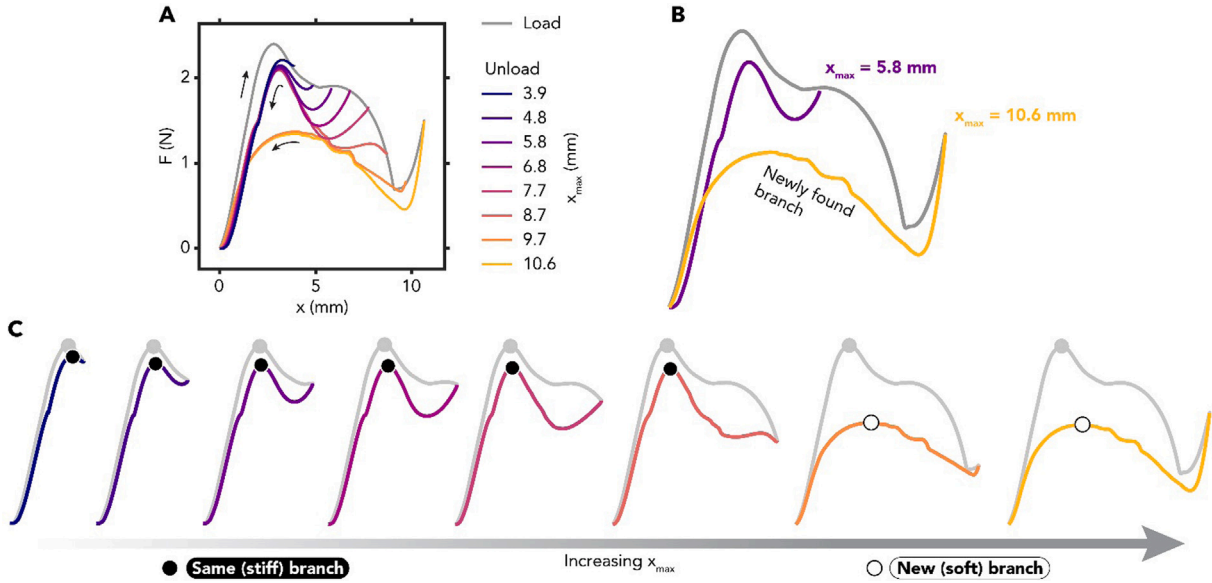 A
Load
Unload
3.9
4.8
5.8
6.8
7.7
8.7
9.7
10.6
x_max (mm)
F (N)
2
1
0
0
5
10
x (mm)
B
x_max = 5.8 mm
x_max = 10.6 mm
Newly found
branch
C
Increasing x_max
Same (stiff) branch
New (soft) branch